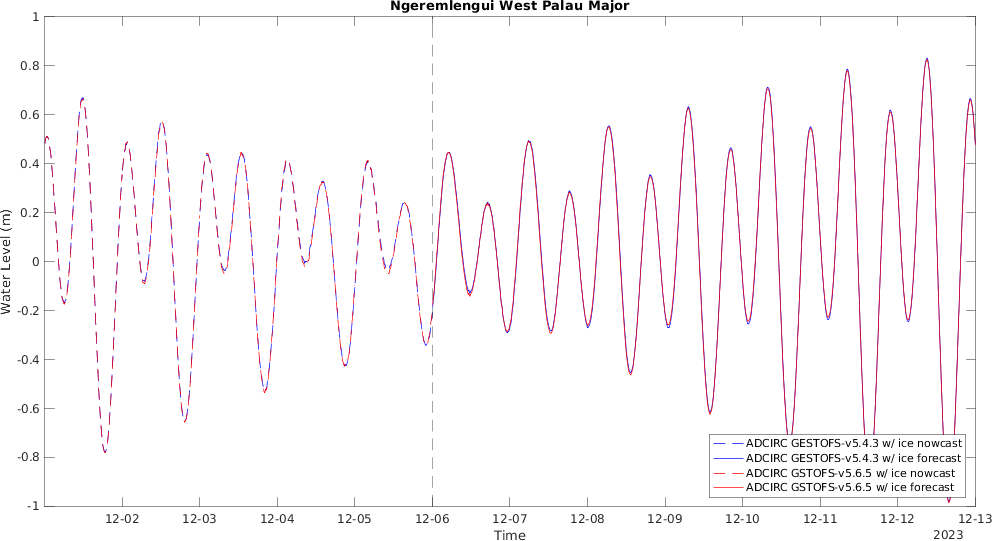 Ngeremlengui West Palau Major
Water Level (m)
1
0.8
0.6
0.4
0.2
0
-0.2
-0.4
-0.6
-0.8
-1
ADCIRC GESTOFS-v5.4.3 w/ ice nowcast
ADCIRC GESTOFS-v5.4.3 w/ ice forecast
ADCIRC GSTOFS-v5.6.5 w/ ice nowcast
ADCIRC GSTOFS-v5.6.5 w/ ice forecast
12-02 12-03 12-04 12-05 12-06 12-07 12-08 12-09 12-10 12-11 12-12 12-13
Time
2023